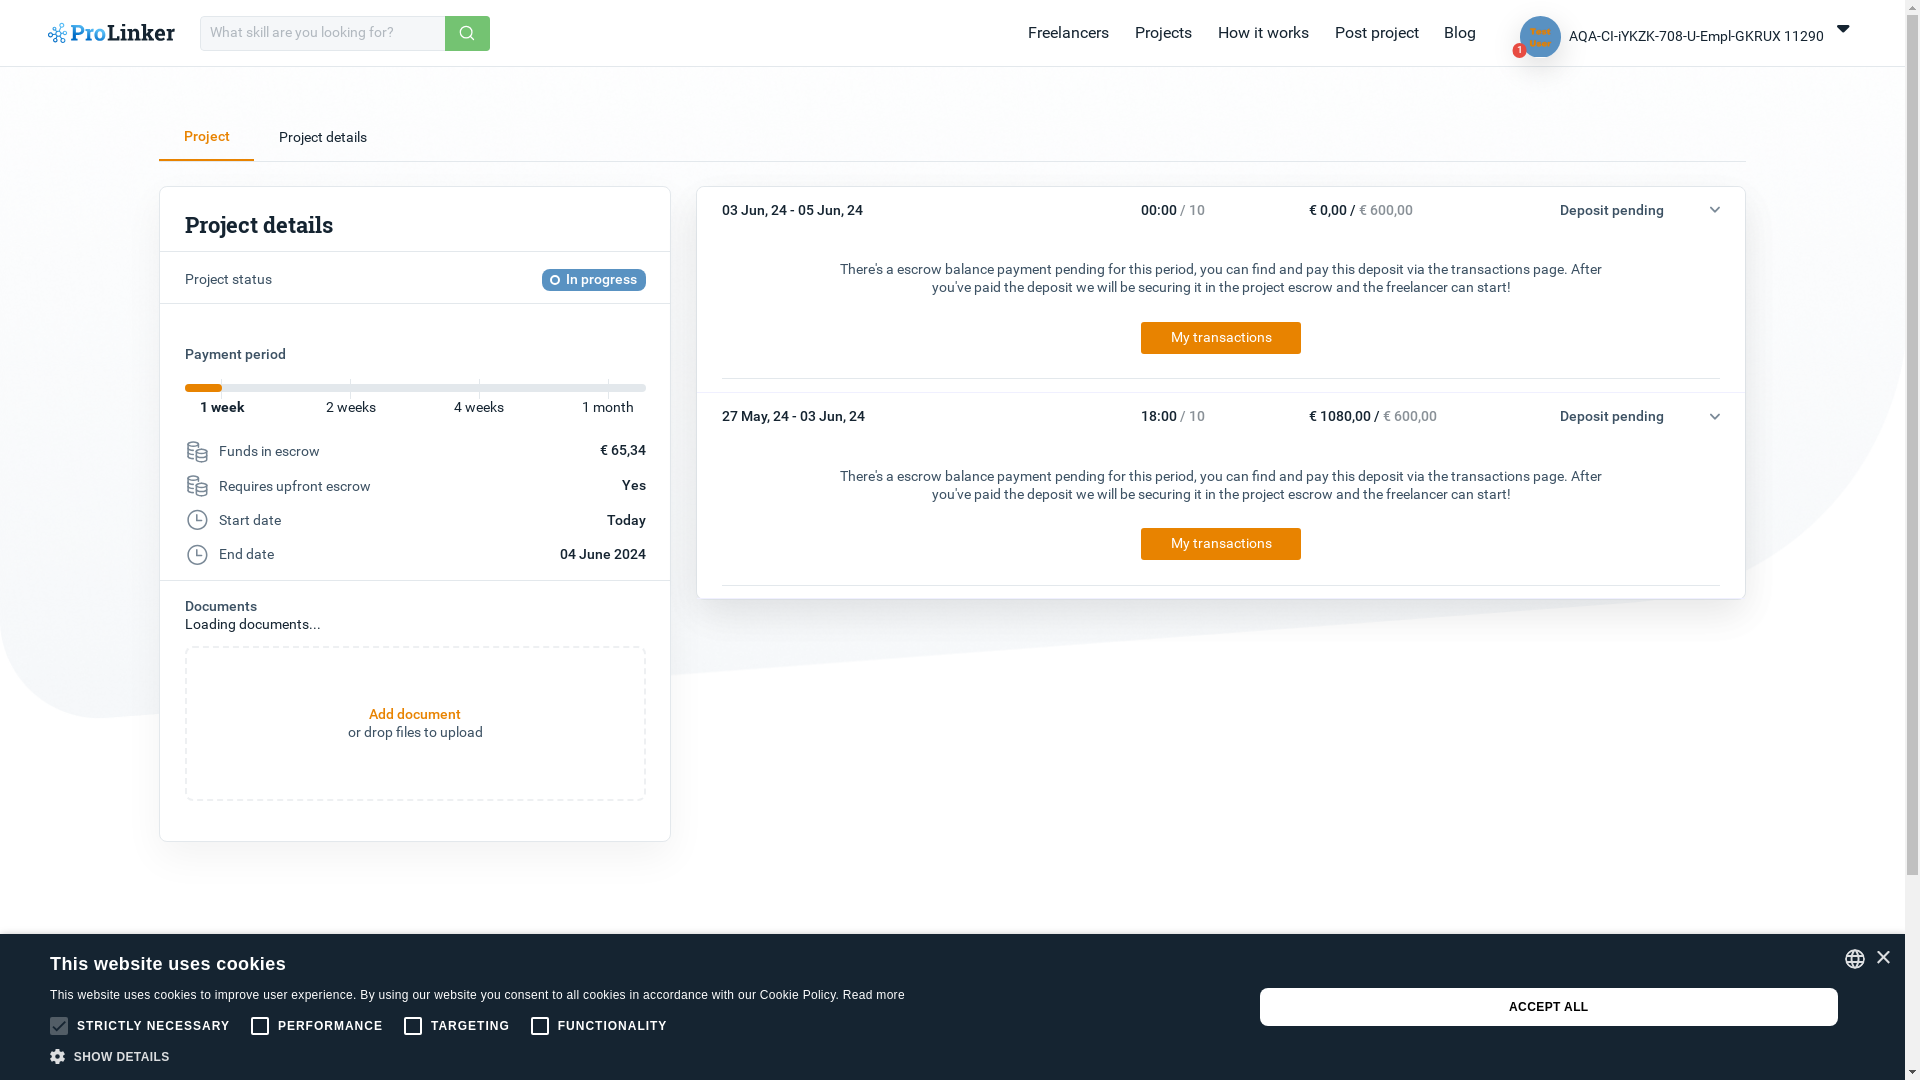 ProLinker
What skill are you looking for?
Freelancers
Projects
How it works
Post project
Blog
Test
User
1
AQA-CI-iYKZK-708-U-Empl-GKRUX 11290
Project
Project details
Project details
Project status
In progress
Payment period
1 week
2 weeks
4 weeks
1 month
Funds in escrow
€ 65,34
Requires upfront escrow
Yes
Start date
Today
End date
04 June 2024
Documents
Loading documents...
Add document
or drop files to upload
03 Jun, 24 - 05 Jun, 24
00:00 / 10
€ 0,00 / € 600,00
Deposit pending
There's a escrow balance payment pending for this period, you can find and pay this deposit via the transactions page. After
you've paid the deposit we will be securing it in the project escrow and the freelancer can start!
My transactions
27 May, 24 - 03 Jun, 24
18:00 / 10
€ 1080,00 / € 600,00
Deposit pending
There's a escrow balance payment pending for this period, you can find and pay this deposit via the transactions page. After
you've paid the deposit we will be securing it in the project escrow and the freelancer can start!
My transactions
This website uses cookies
This website uses cookies to improve user experience. By using our website you consent to all cookies in accordance with our Cookie Policy. Read more
STRICTLY NECESSARY
PERFORMANCE
TARGETING
FUNCTIONALITY
SHOW DETAILS
ACCEPT ALL